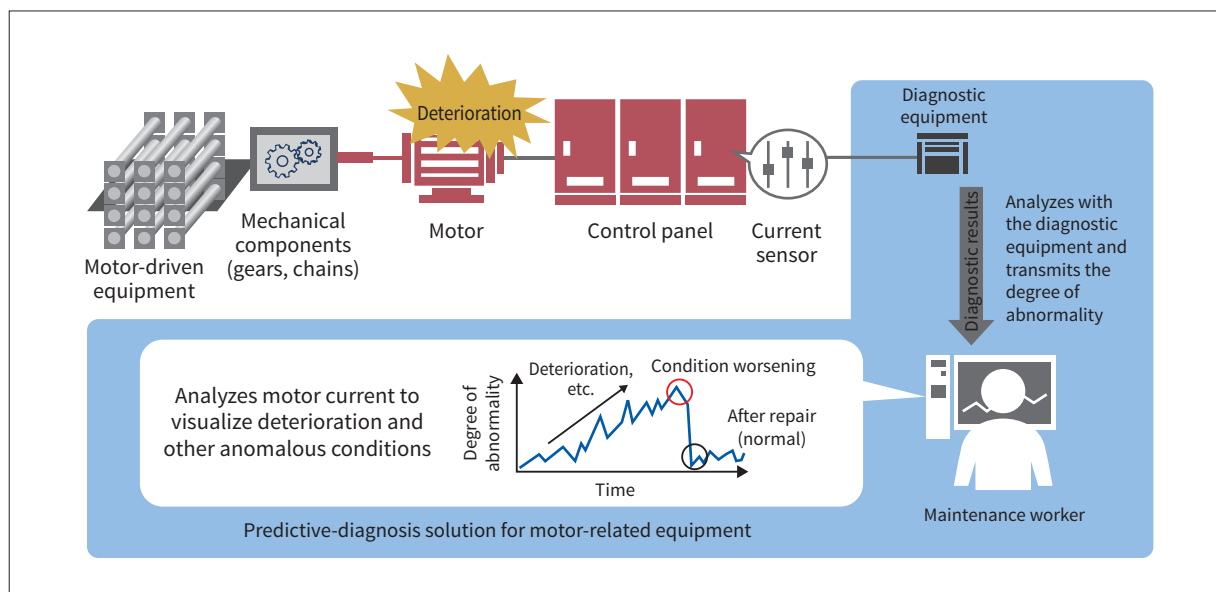 Deterioration
Motor-driven
equipment
Mechanical
components
(gears, chains)
Motor
Control panel
Current
sensor
Diagnostic
equipment
Diagnostic results
Analyzes with
the diagnostic
equipment and
transmits the
degree of
abnormality
Analyzes motor current to
visualize deterioration and
other anomalous conditions
Degree of
abnormality
Deterioration,
etc.
Condition worsening
After repair
(normal)
Time
Maintenance worker
Predictive-diagnosis solution for motor-related equipment